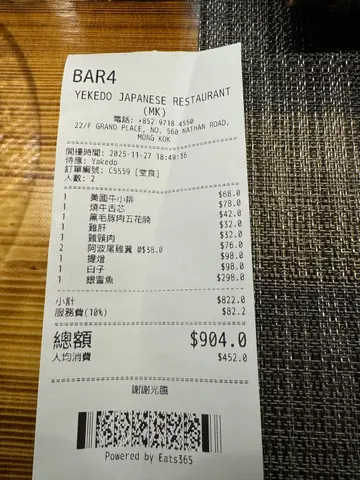 BAR4
YEKEDO JAPANESE RESTAURANT
(MK)
電話: +852 9718 4550
22/F GRAND PLACE, NO. 560 NATHAN ROAD,
MONG KOK
開檯時間: 2025-11-27 18:49:36
侍應: Yakedo
訂單編號: C5559 [堂食]
人數: 2
1 美國牛小排 $68.0
1 燒牛舌芯 $78.0
1 黑毛豚肉五花腩 $42.0
1 雞肝 $32.0
1 雞頸肉 $32.0
2 阿波尾雞翼 @$38.0 $76.0
1 提燈 $98.0
1 白子 $98.0
1 銀鱈魚 $298.0
小計 $822.0
服務費(10%) $82.2
總額 $904.0
人均消費 $452.0
謝謝光臨
Powered by Eats365